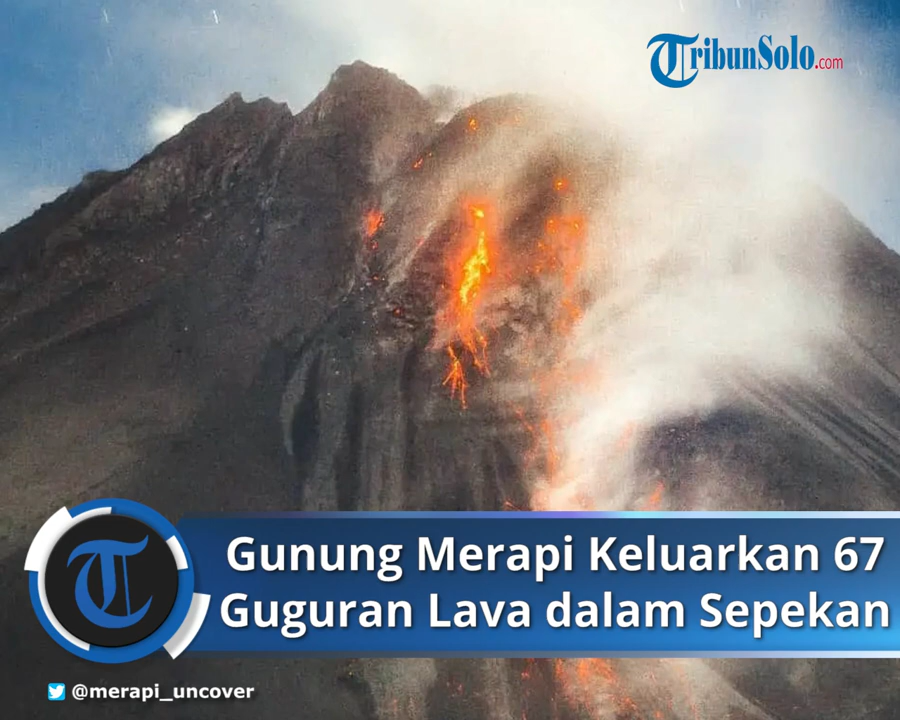 TribunSolo.com
Gunung Merapi Keluarkan 67
Guguran Lava dalam Sepekan
@merapi_uncover